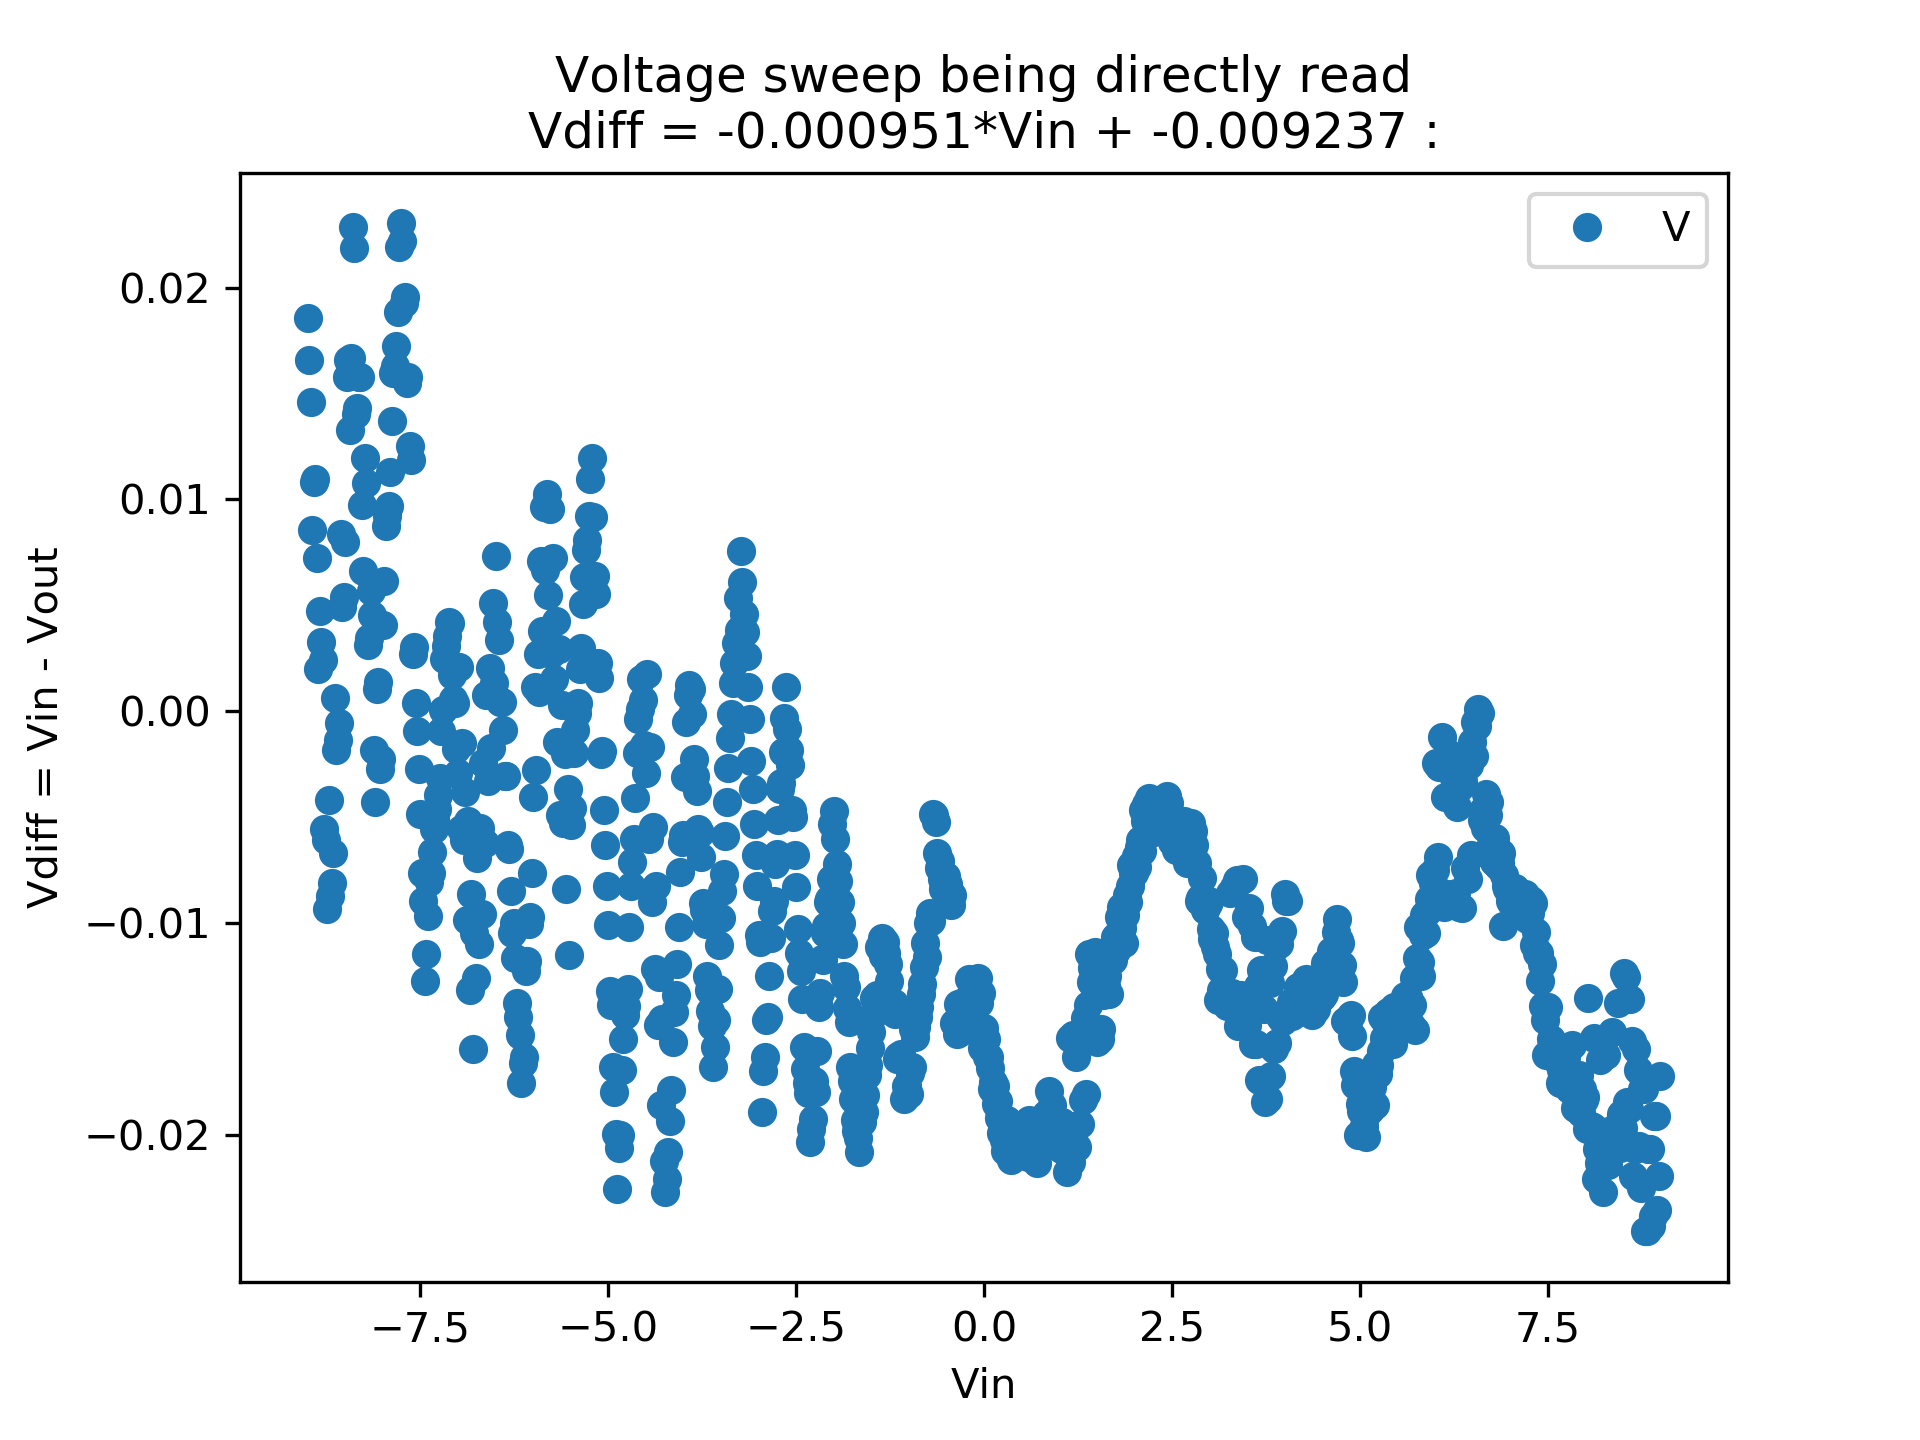 Voltage sweep being directly read
Vdiff = -0.000951*Vin + -0.009237 :
V
0.02
0.01
0.00
−0.01
−0.02
Vdiff = Vin - Vout
−7.5
−5.0
−2.5
0.0
2.5
5.0
7.5
Vin